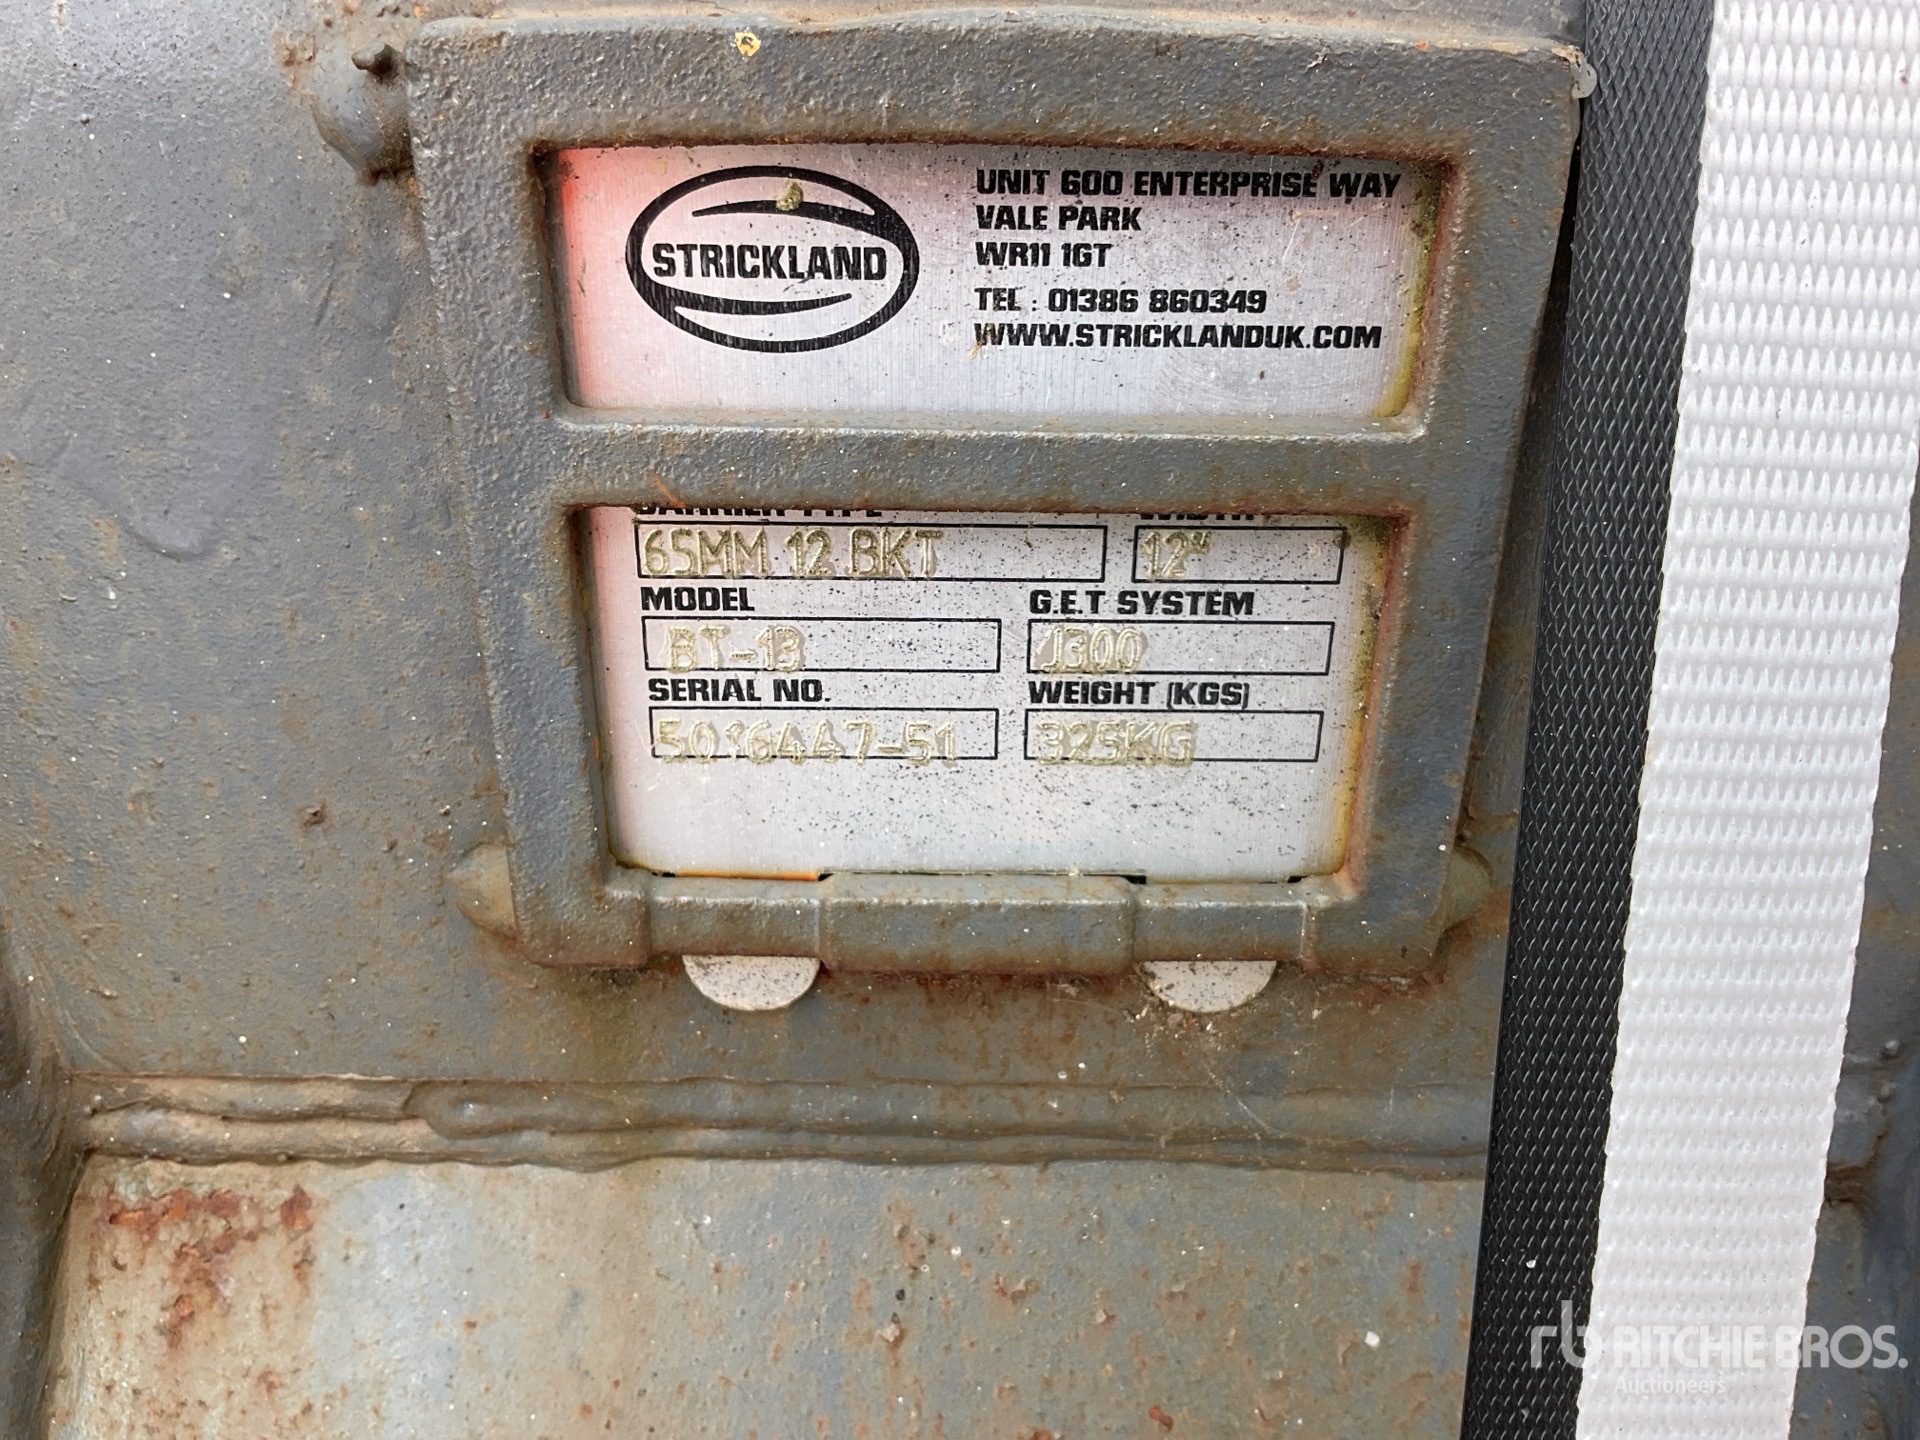 STRICKLAND
UNIT 600 ENTERPRISE WAY
VALE PARK
WR11 1GT
TEL : 01386 860349
WWW.STRICKLANDUK.COM
65MM 12 BKT 12"
MODEL G.E.T SYSTEM
BT-13 J300
SERIAL NO. WEIGHT (KGS)
325KG
rb RITCHIE BROS.
Auctioneers